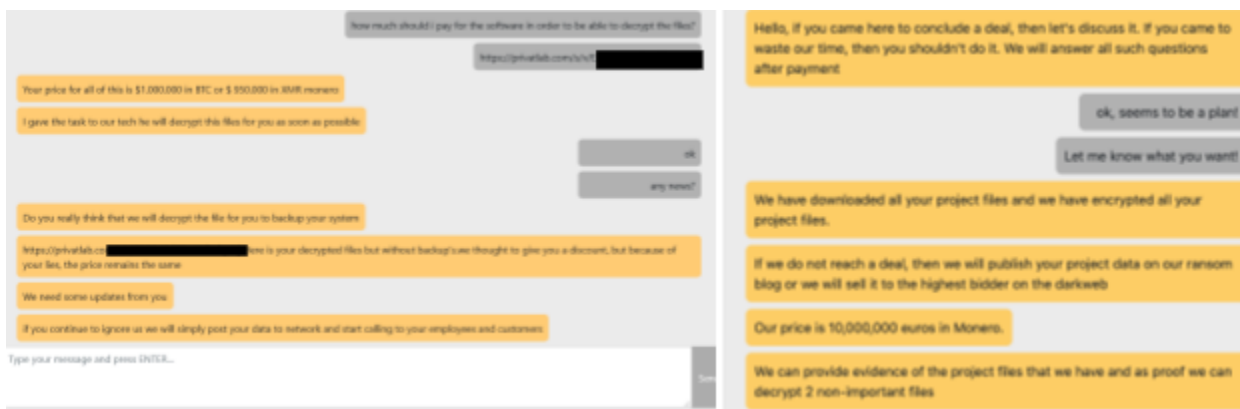 how much should i pay for the software in order to be able to decrypt the files?
https://privatlab.com/s/v/
Your price for all of this is $1,000,000 in BTC or $ 950,000 in XMR monero
I gave the task to our tech he will decrypt this files for you as soon as possible
ok
any news?
Do you really think that we will decrypt the file for you to backup your system
https://privatlab.co here is your decrypted files but without backup's.we thought to give you a discount, but because of
your lies, the price remains the same
We need some updates from you
if you continue to ignore us we will simply post your data to network and start calling to your employees and customers
Type your message and press ENTER...
Hello, if you came here to conclude a deal, then let's discuss it. If you came to
waste our time, then you shouldn't do it. We will answer all such questions
after payment
ok, seems to be a plan!
Let me know what you want!
We have downloaded all your project files and we have encrypted all your
project files.
If we do not reach a deal, then we will publish your project data on our ransom
blog or we will sell it to the highest bidder on the darkweb
Our price is 10,000,000 euros in Monero.
We can provide evidence of the project files that we have and as proof we can
decrypt 2 non-important files